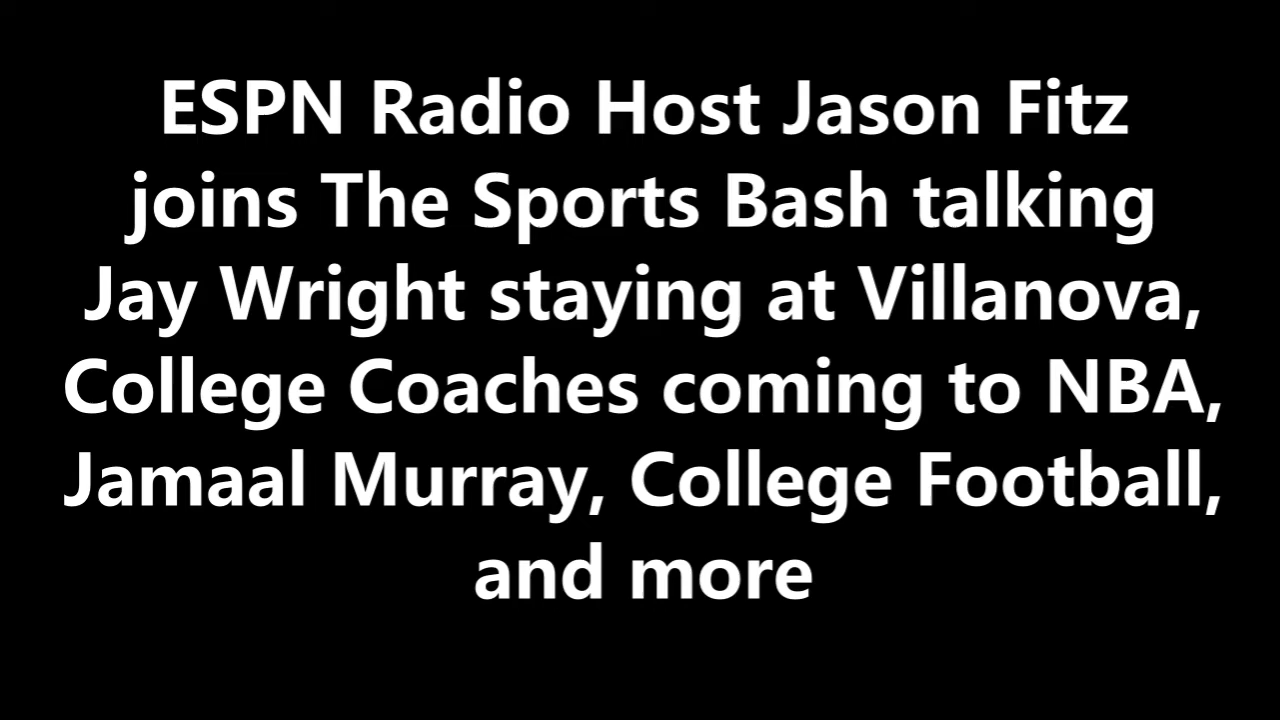 ESPN Radio Host Jason Fitz
joins The Sports Bash talking
Jay Wright staying at Villanova,
College Coaches coming to NBA,
Jamaal Murray, College Football,
and more